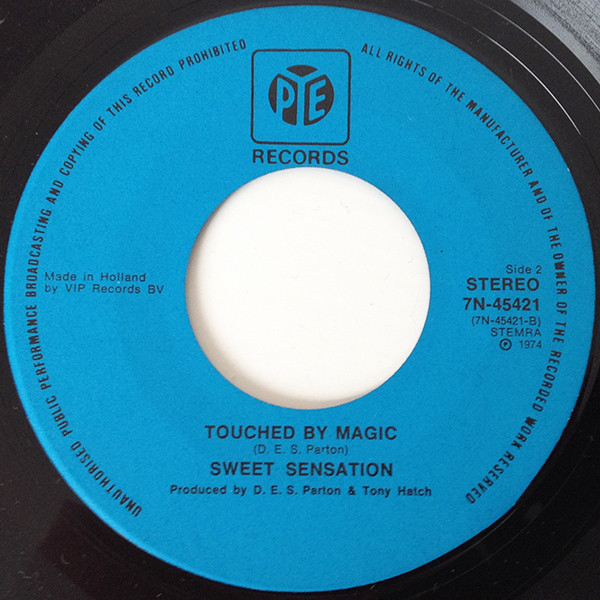 UNAUTHORISED PUBLIC PERFORMANCE BROADCASTING AND COPYING OF THIS RECORD PROHIBITED
ALL RIGHTS OF THE MANUFACTURER AND OF THE OWNER OF THE RECORDED WORK RESERVED
PYE
RECORDS
Made in Holland
by VIP Records BV
Side 2
STEREO
7N-45421
(7N-45421-B)
STEMRA
℗ 1974
TOUCHED BY MAGIC
(D. E. S. Parton)
SWEET SENSATION
Produced by D. E. S. Parton & Tony Hatch